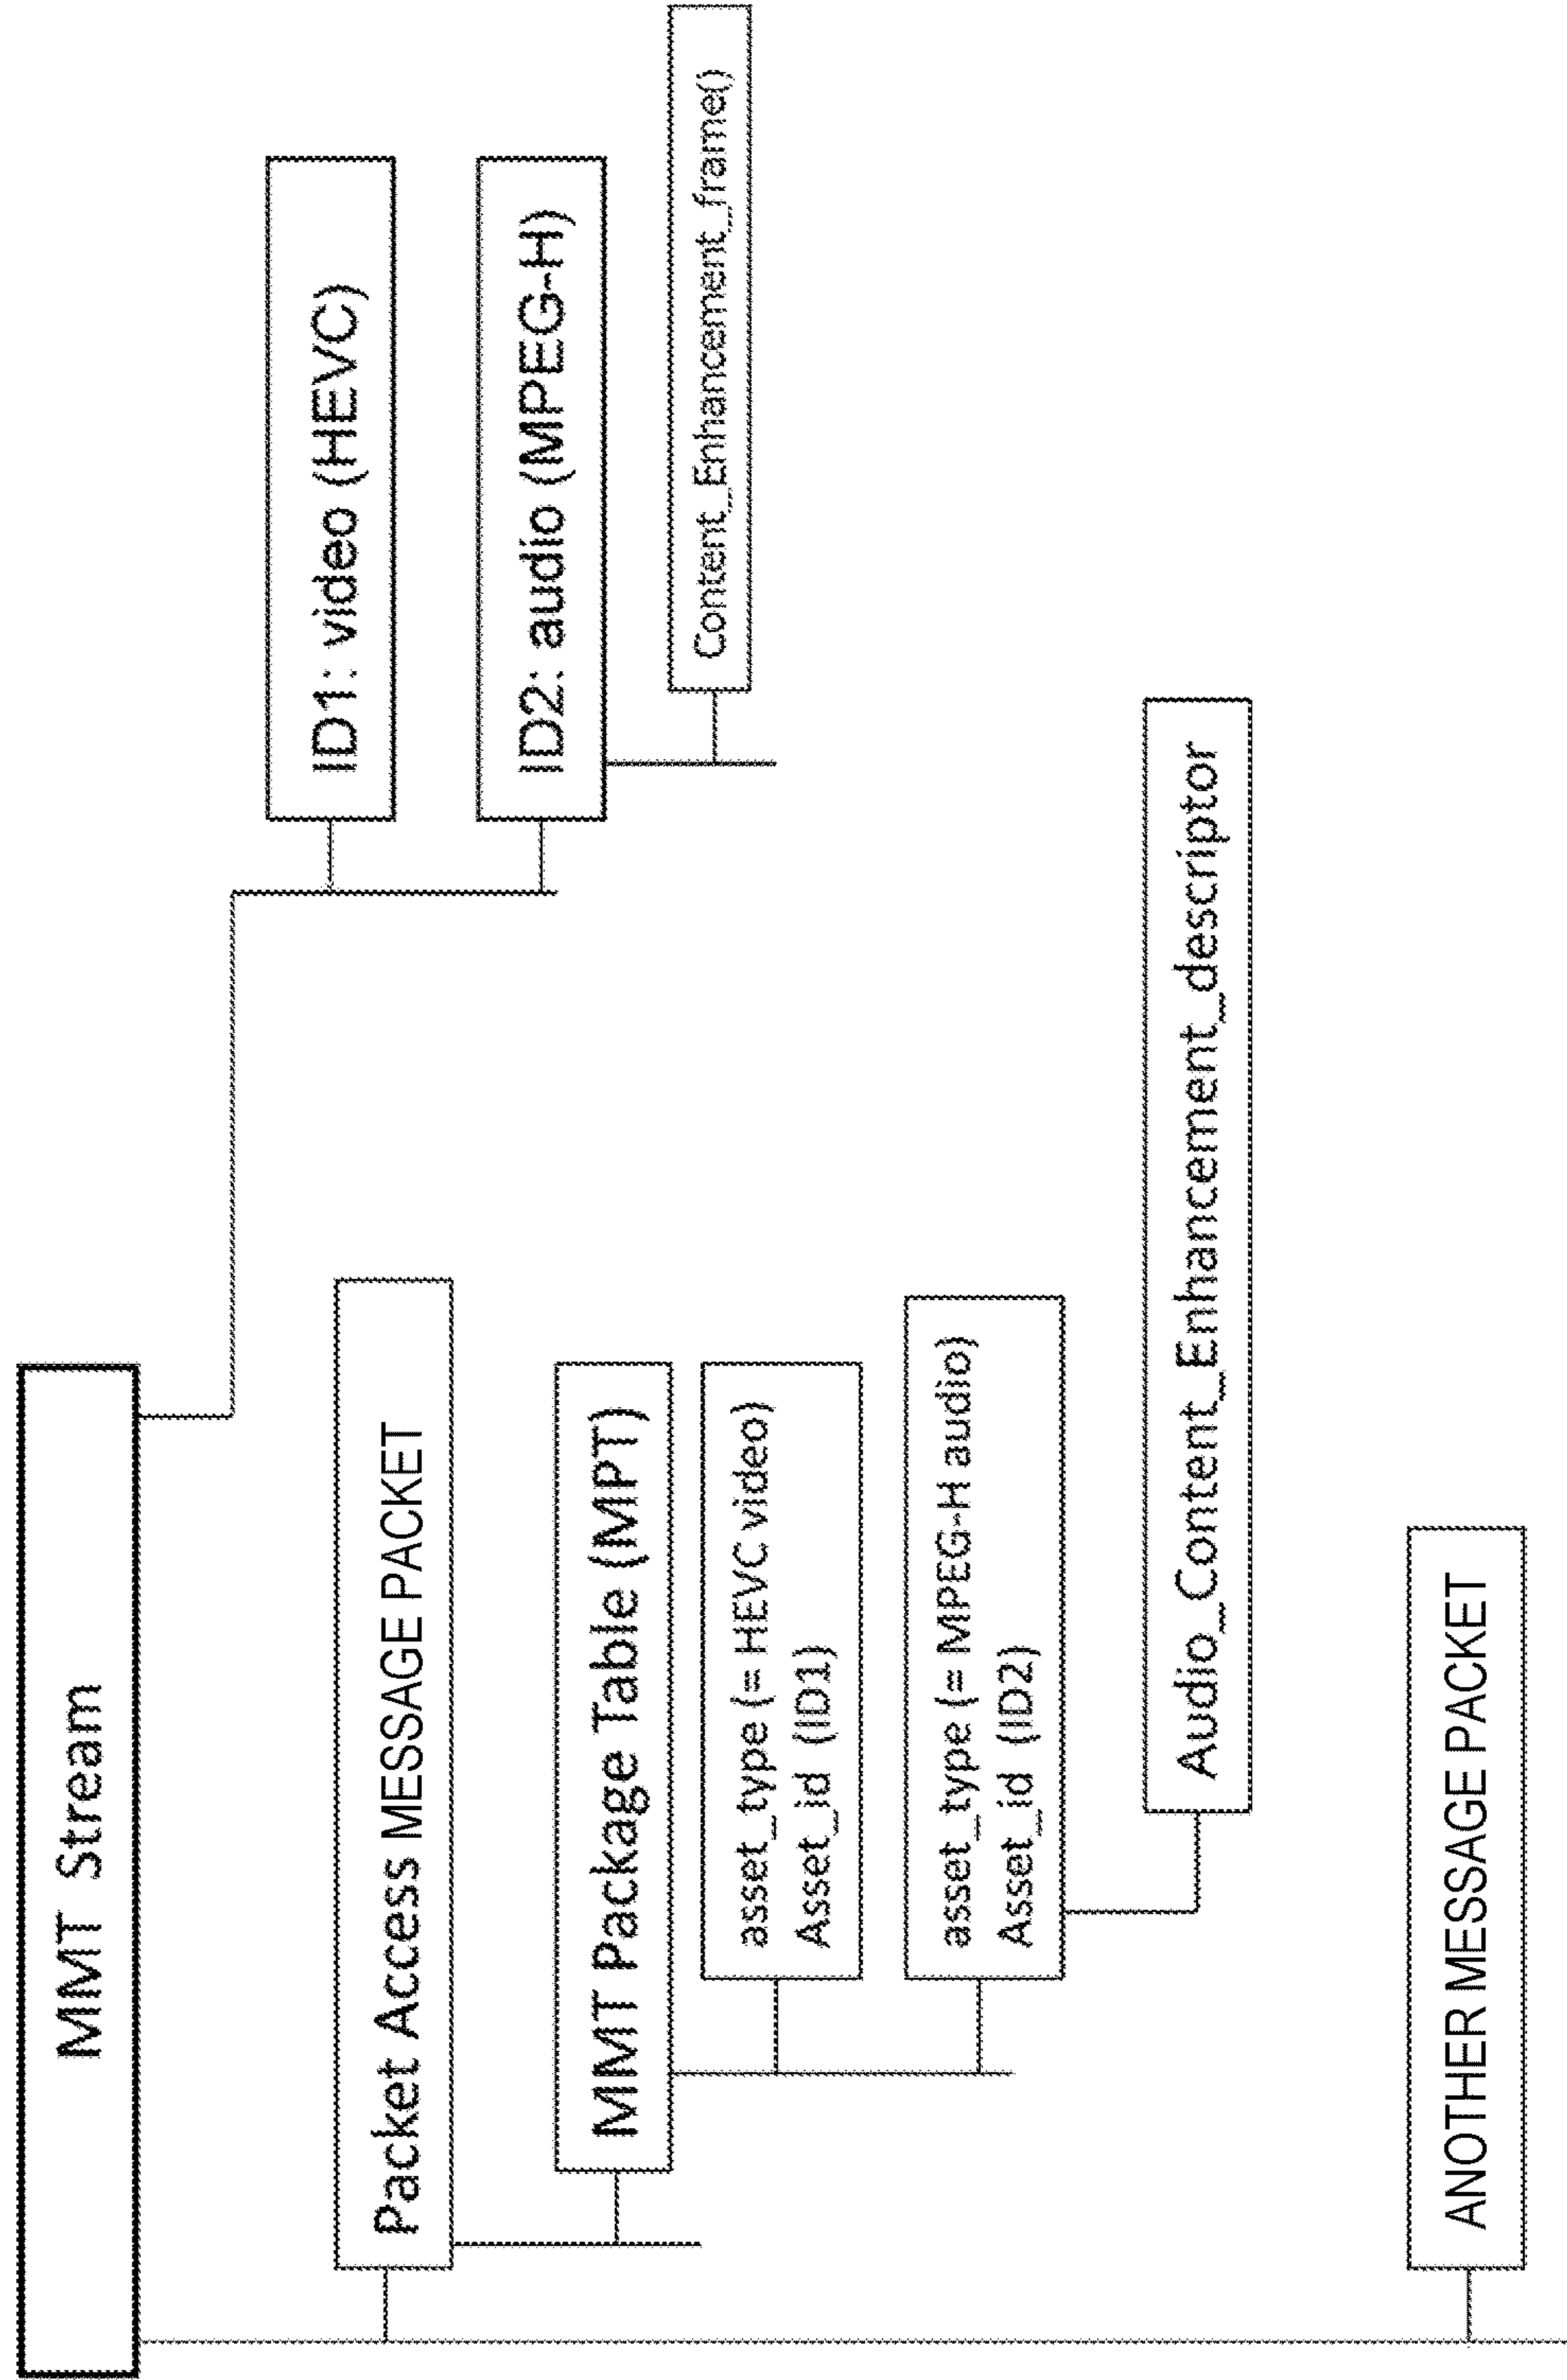 MMT Stream
Packet Access MESSAGE PACKET
MMT Package Table (MPT)
asset_type (= HEVC video)
Asset_id (ID1)
asset_type (= MPEG-H audio)
Asset_id (ID2)
Audio_Content_Enhancement_descriptor
ANOTHER MESSAGE PACKET
ID1: video (HEVC)
ID2: audio (MPEG-H)
Content_Enhancement_frame()